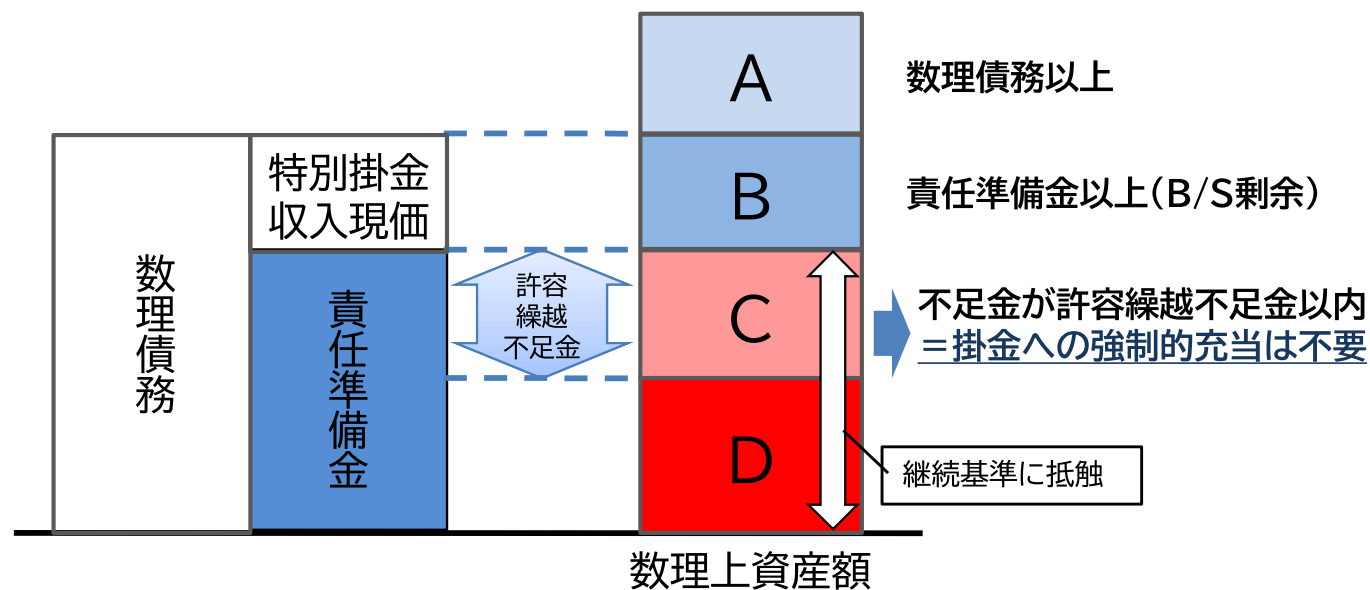 数理債務
特別掛金
収入現価
責任準備金
許容
繰越
不足金
A
数理債務以上
B
責任準備金以上(B/S剰余)
C
不足金が許容繰越不足金以内
=掛金への強制的充当は不要
D
継続基準に抵触
数理上資産額